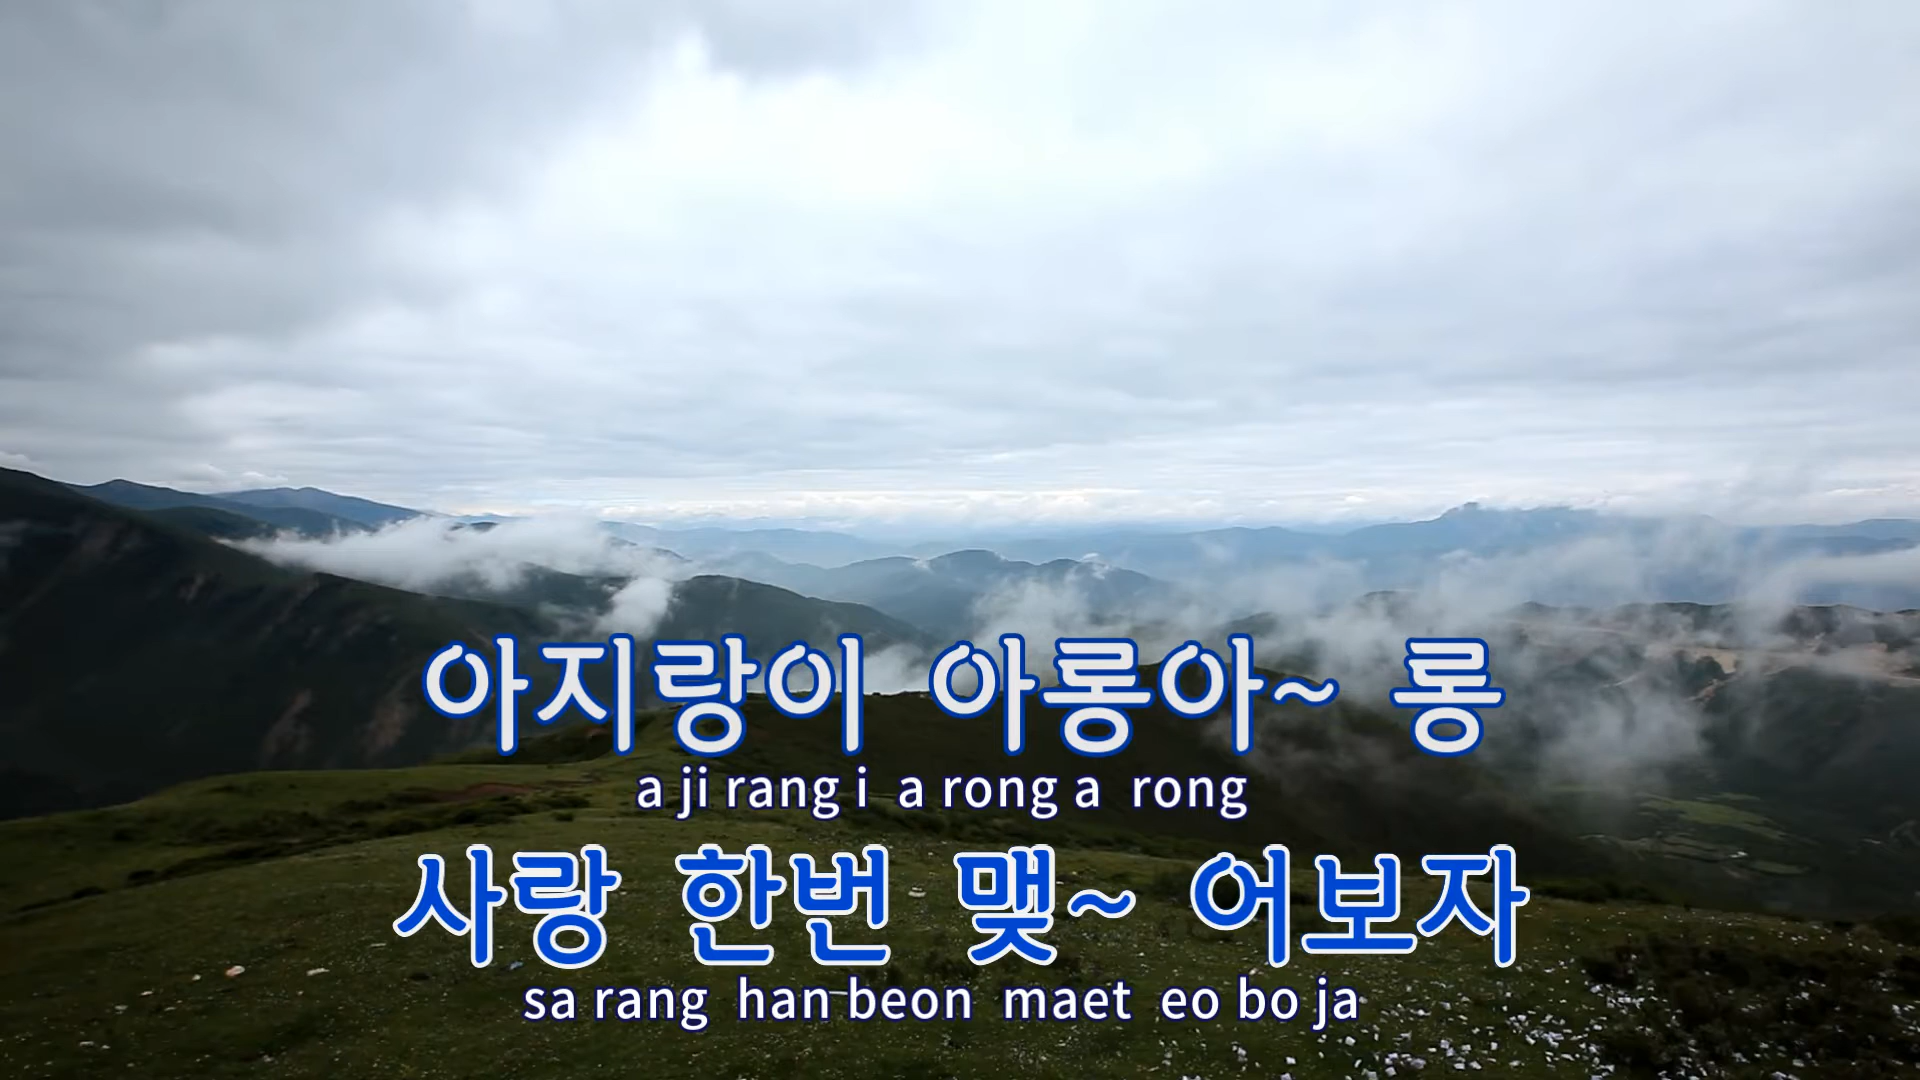 아지랑이 아롱아~ 롱
a ji rang i a rong a rong
사랑 한번 맺~ 어보자
sa rang han beon maet eo bo ja